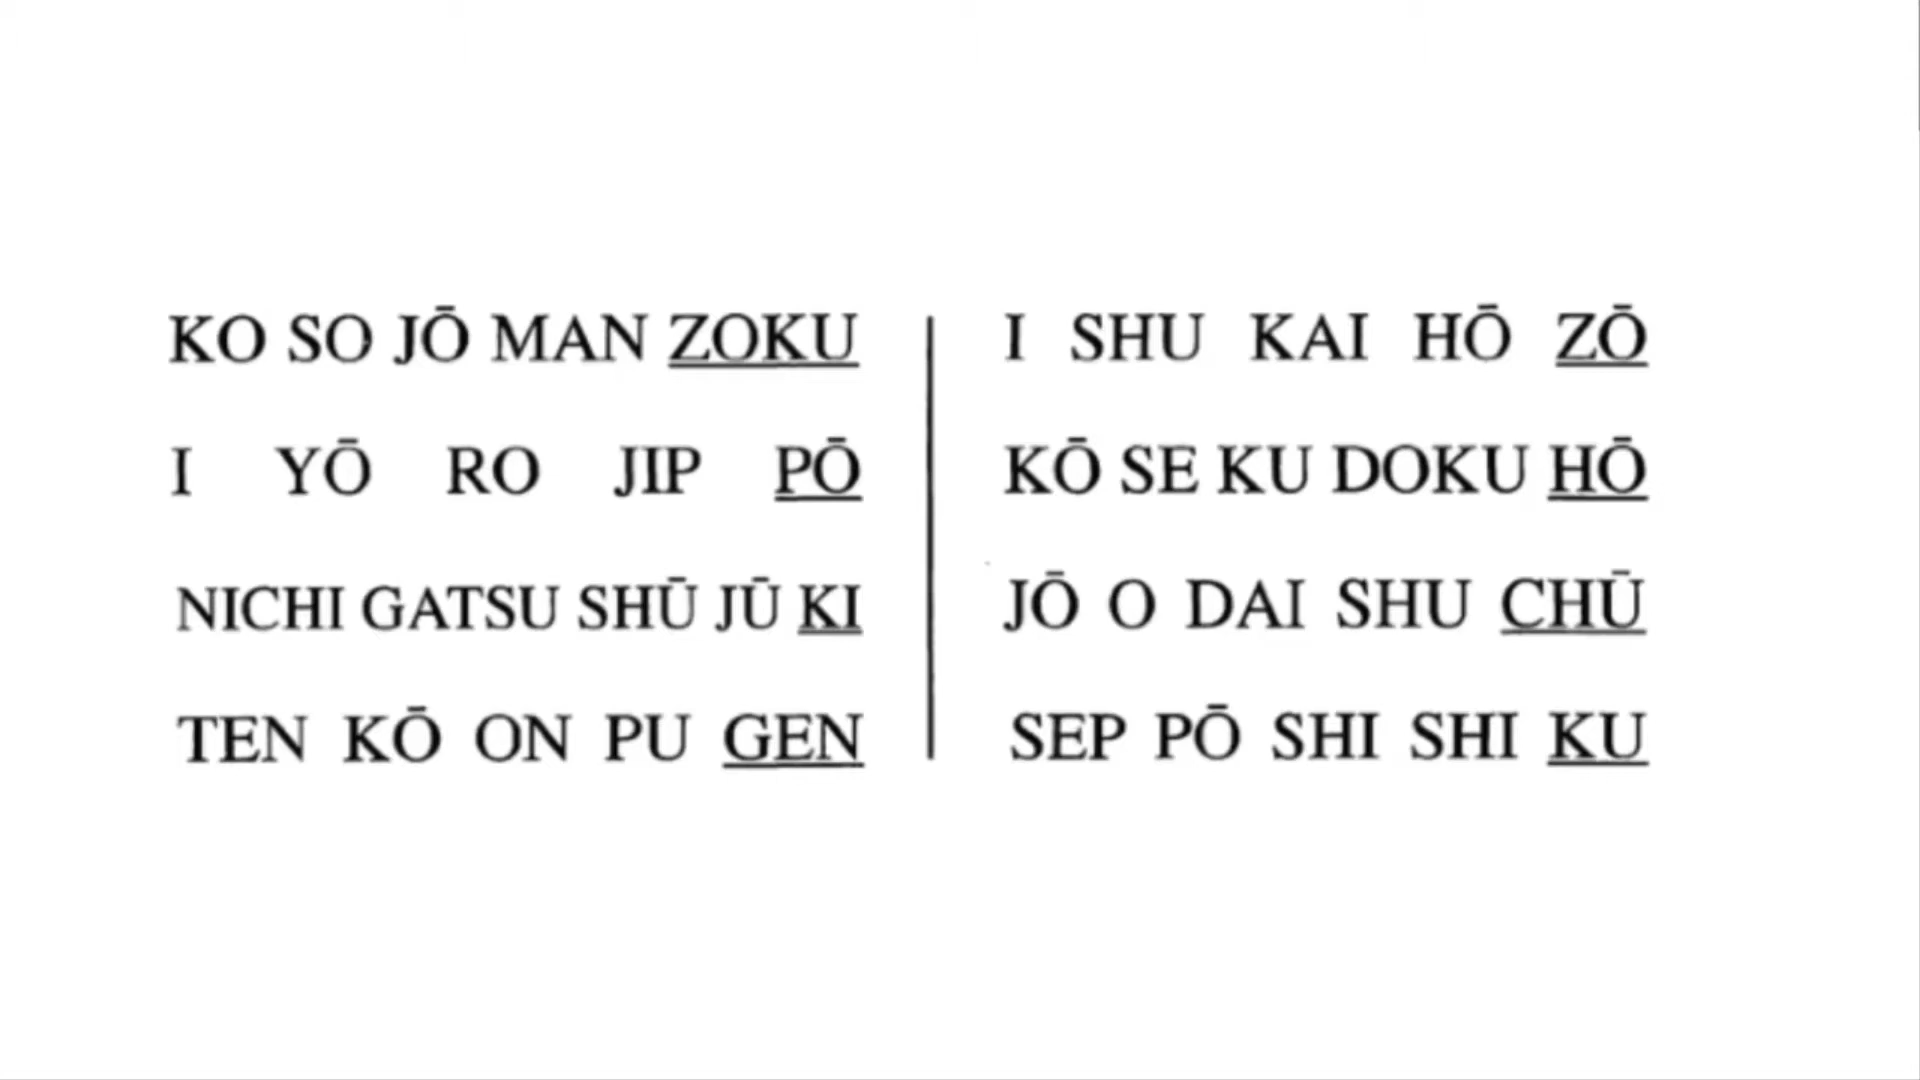 KO SO JŌ MAN ZOKU
I YŌ RO JIP PŌ
NICHI GATSU SHŪ JŪ KI
TEN KŌ ON PU GEN
I SHU KAI HŌ ZŌ
KŌ SE KU DOKU HŌ
JŌ O DAI SHU CHŪ
SEP PŌ SHI SHI KU